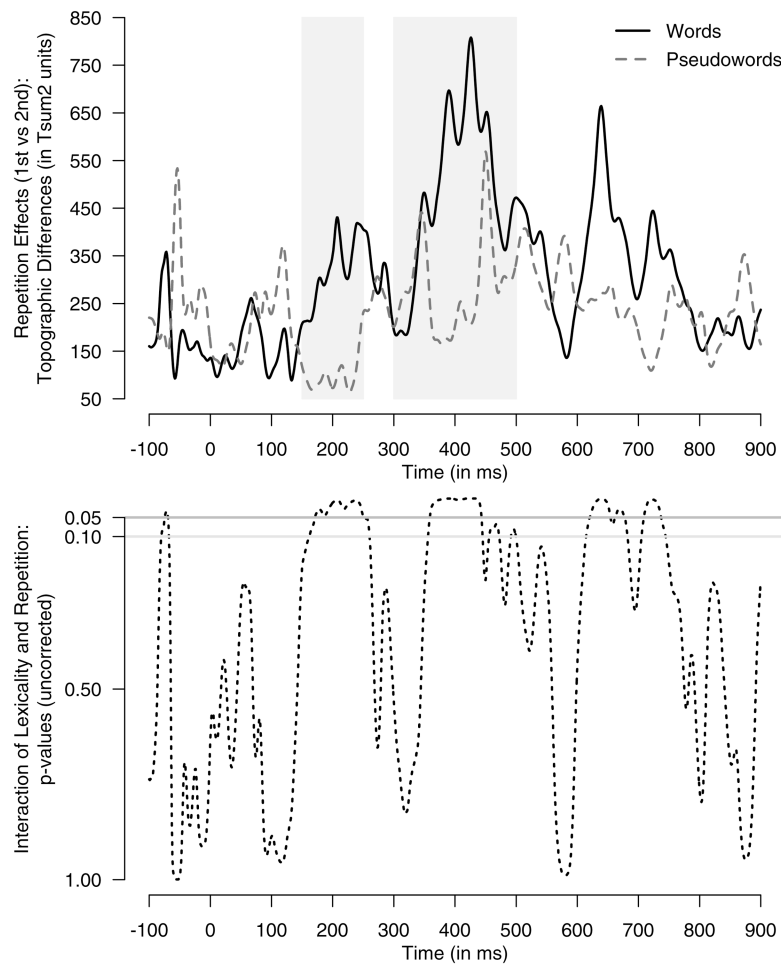 Repetition Effects (1st vs 2nd):
Topographic Differences (in Tsum2 units)
850
750
650
550
450
350
250
150
50
Words
Pseudowords
-100 0 100 200 300 400 500 600 700 800 900
Time (in ms)
Interaction of Lexicality and Repetition:
p-values (uncorrected)
0.05
0.10
0.50
1.00
-100 0 100 200 300 400 500 600 700 800 900
Time (in ms)